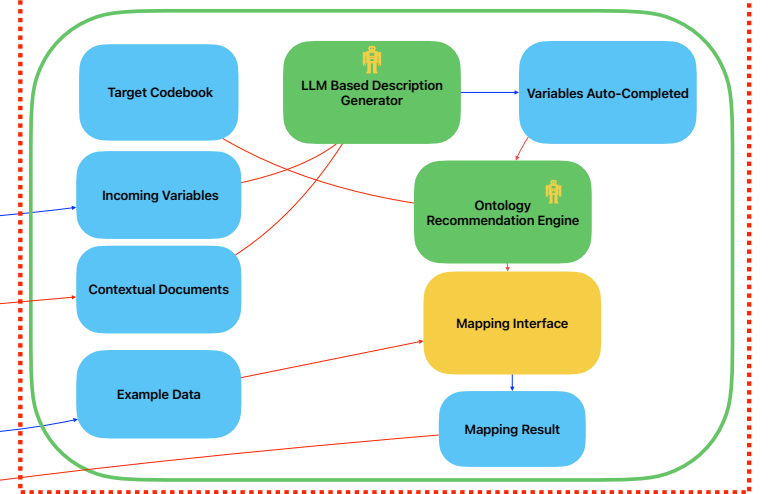 Target Codebook
LLM Based Description
Generator
Variables Auto-Completed
Incoming Variables
Ontology
Recommendation Engine
Contextual Documents
Mapping Interface
Example Data
Mapping Result